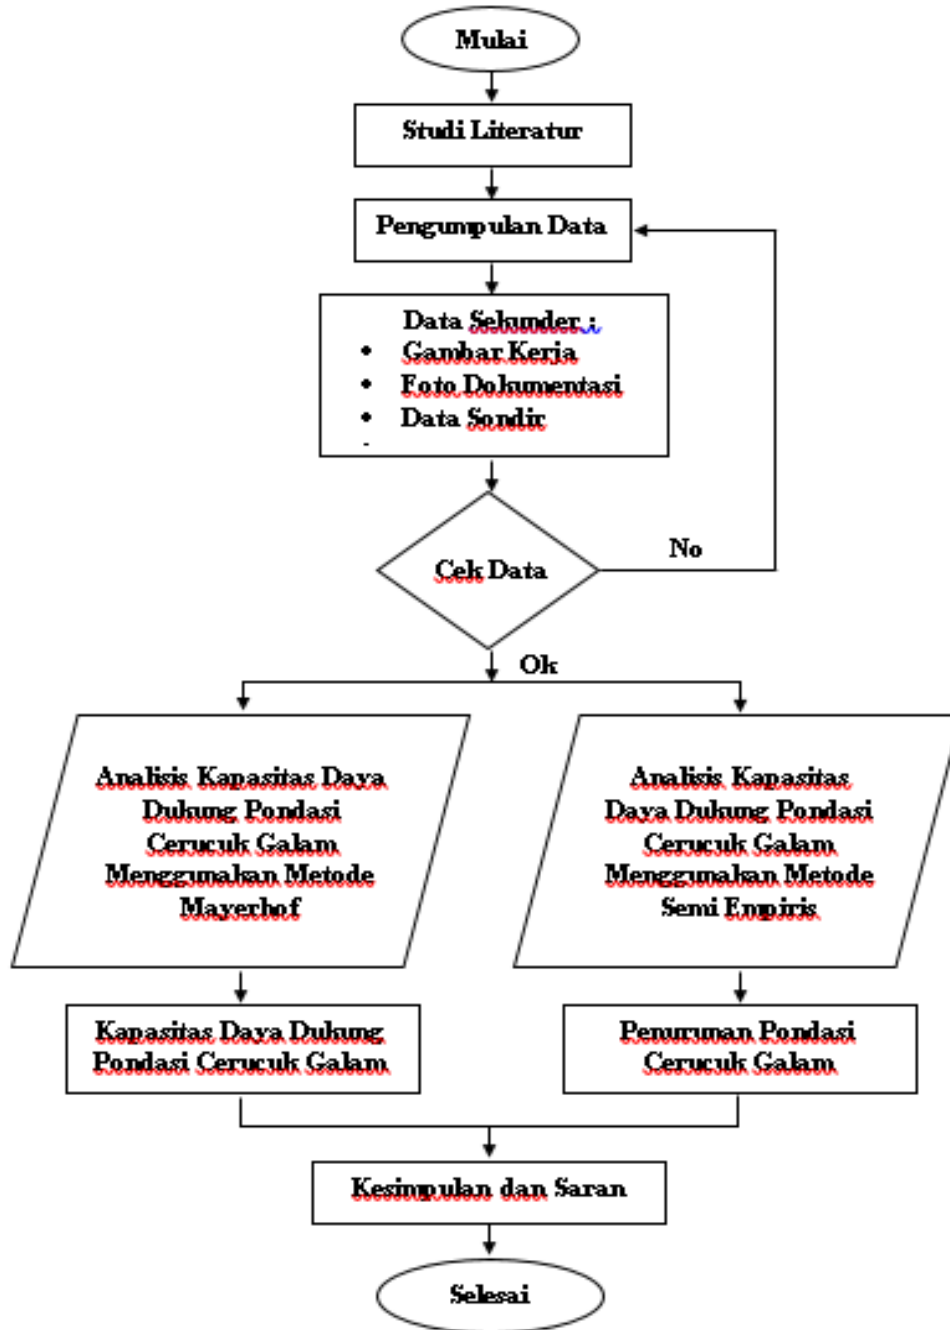 Mulai
Studi Literatur
Pengumpulan Data
Data Sekunder :
• Gambar Kerja
• Foto Dokumentasi
• Data Sondir
-
Cek Data
No
Ok
Analisis Kapasitas Daya
Dukung Pondasi
Cerucuk Galam
Menggunakan Metode
Mayerhof
Analisis Kapasitas
Daya Dukung Pondasi
Cerucuk Galam
Menggunakan Metode
Semi Empiris
Kapasitas Daya Dukung
Pondasi Cerucuk Galam
Penurunan Pondasi
Cerucuk Galam
Kesimpulan dan Saran
Selesai